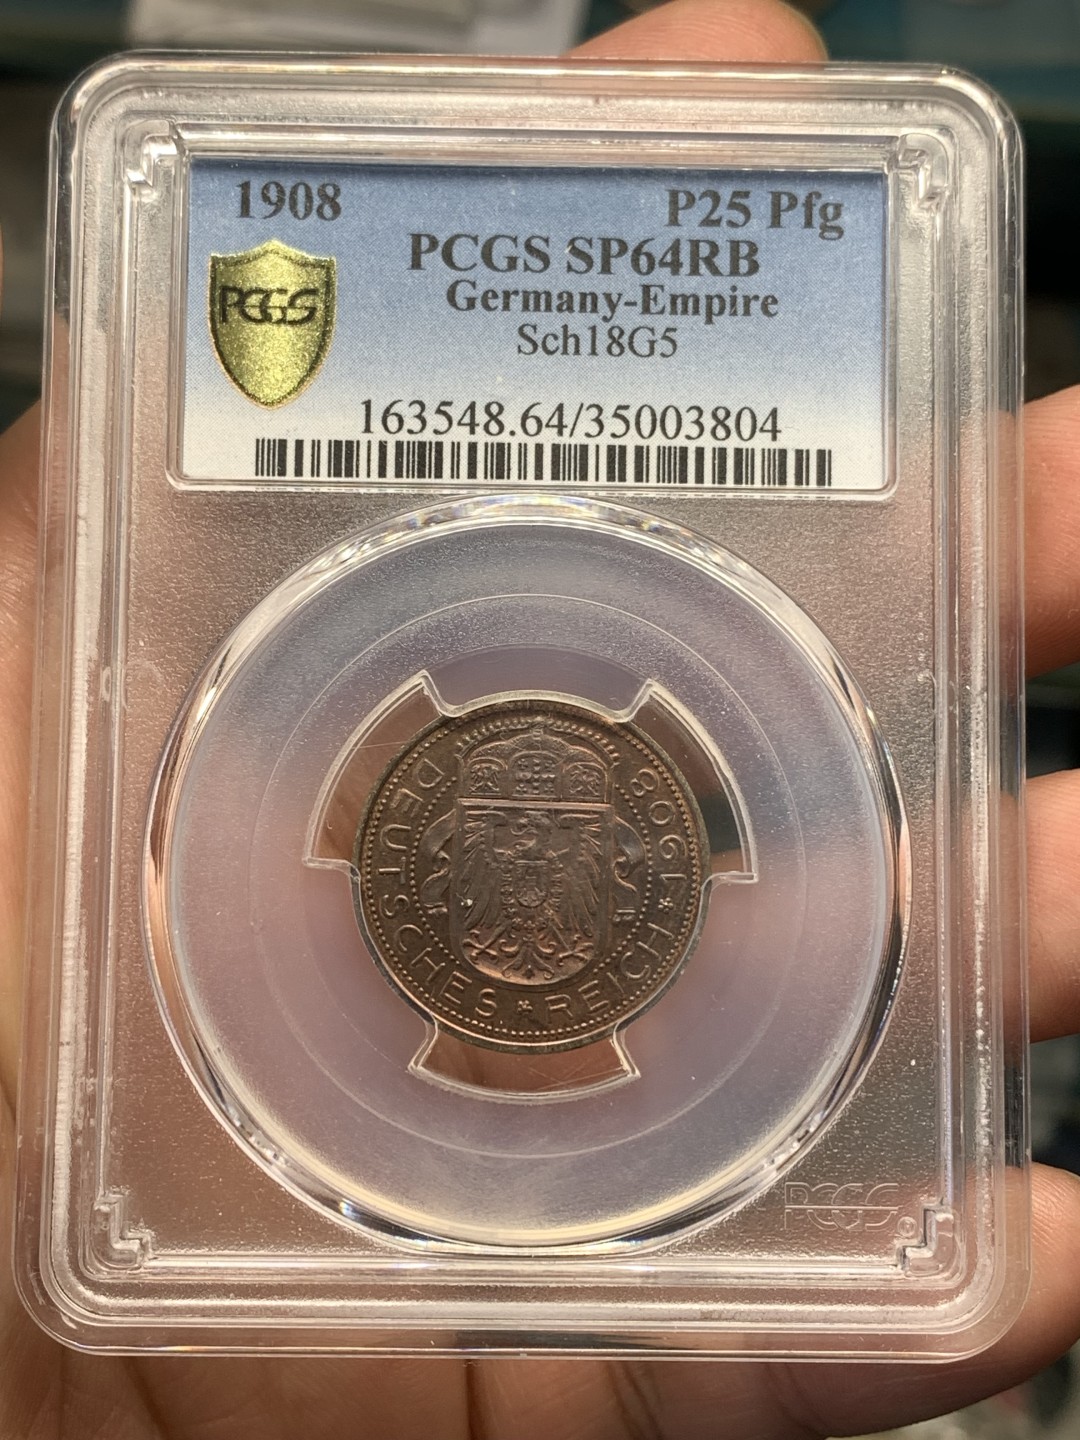 1908 P25 Pfg
PCGS SP64RB
PCGS
Germany-Empire
Sch18G5
163548.64/35003804
DEUTSCHES * REICH * 1908
PCGS